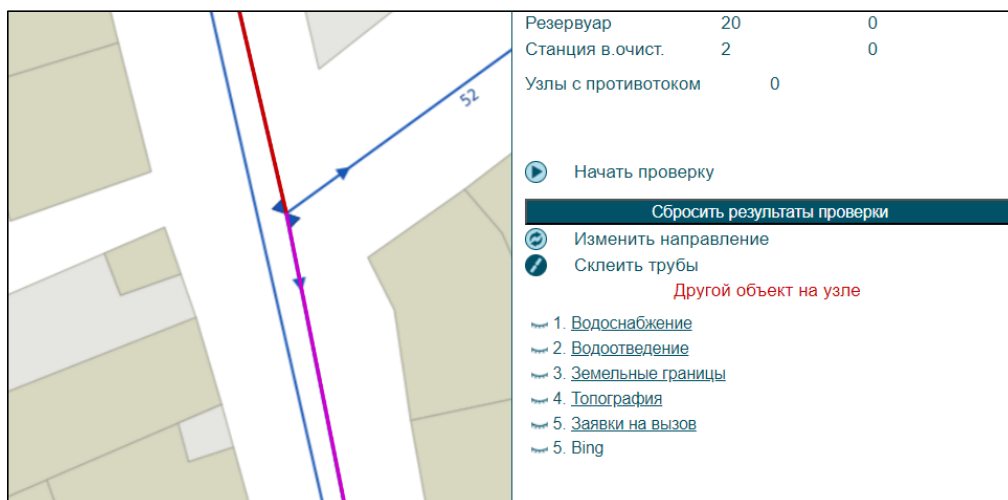 Резервуар 20 0
Станция в.очист. 2 0
Узлы с противотоком 0
52
Начать проверку
Сбросить результаты проверки
Изменить направление
Склеить трубы
Другой объект на узле
1. Водоснабжение
2. Водоотведение
3. Земельные границы
4. Топография
5. Заявки на вызов
5. Bing